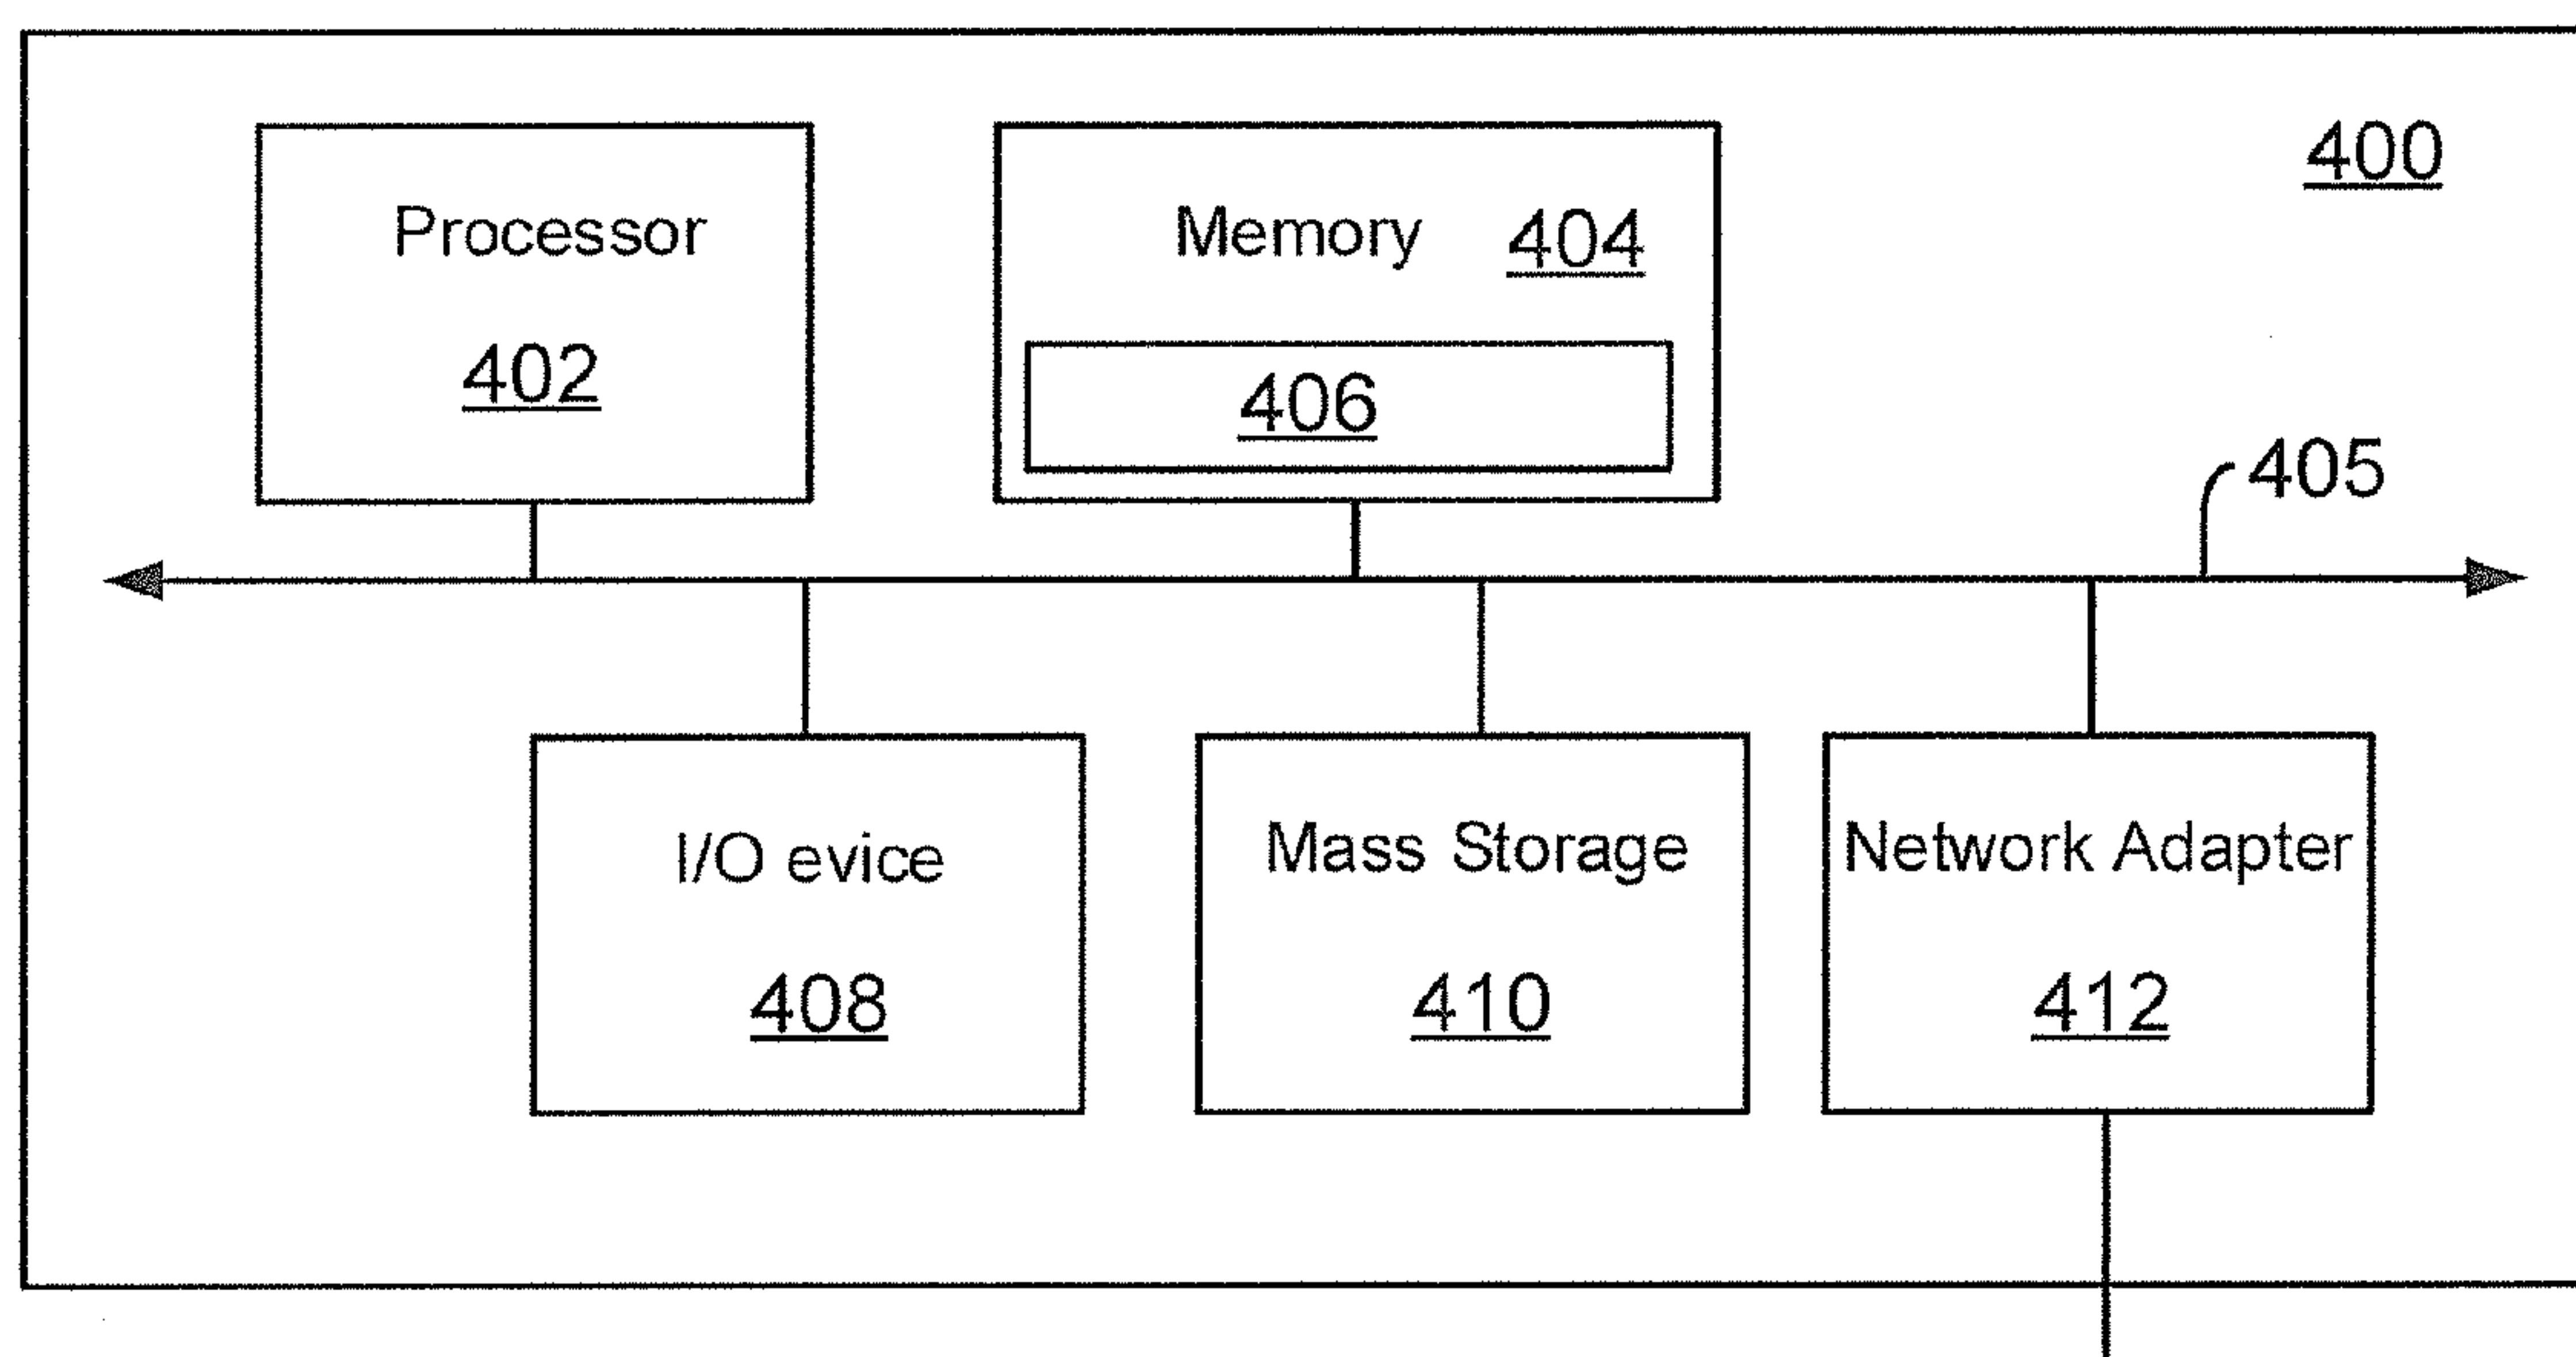 400
Processor
402
Memory 404
406
405
I/O evice
408
Mass Storage
410
Network Adapter
412